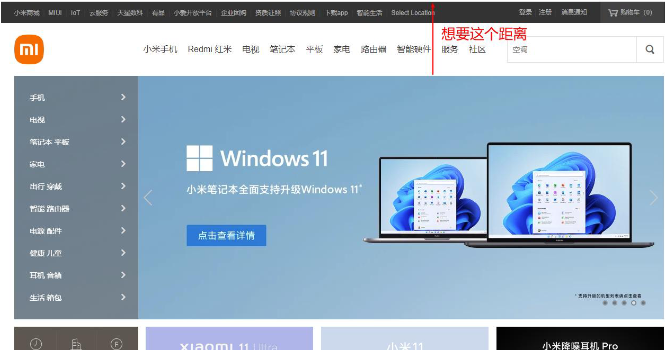 小米商城 MIUI IoT 云服务 天星数科 有品 小爱开放平台 企业团购 资质证照 协议规则 下载app 智能生活 Select Location 登录 注册 消息通知 购物车 (0)
想要这个距离
mi 小米手机 Redmi 红米 电视 笔记本 平板 家电 路由器 智能硬件 服务 社区 空调
手机
电视
笔记本 平板
家电
出行 穿戴
智能 路由器
电源 配件
健康 儿童
耳机 音箱
生活 箱包
Windows 11
小米笔记本全面支持升级Windows 11*
点击查看详情
xiaomi 11 Ultra
小米11
小米降噪耳机 Pro